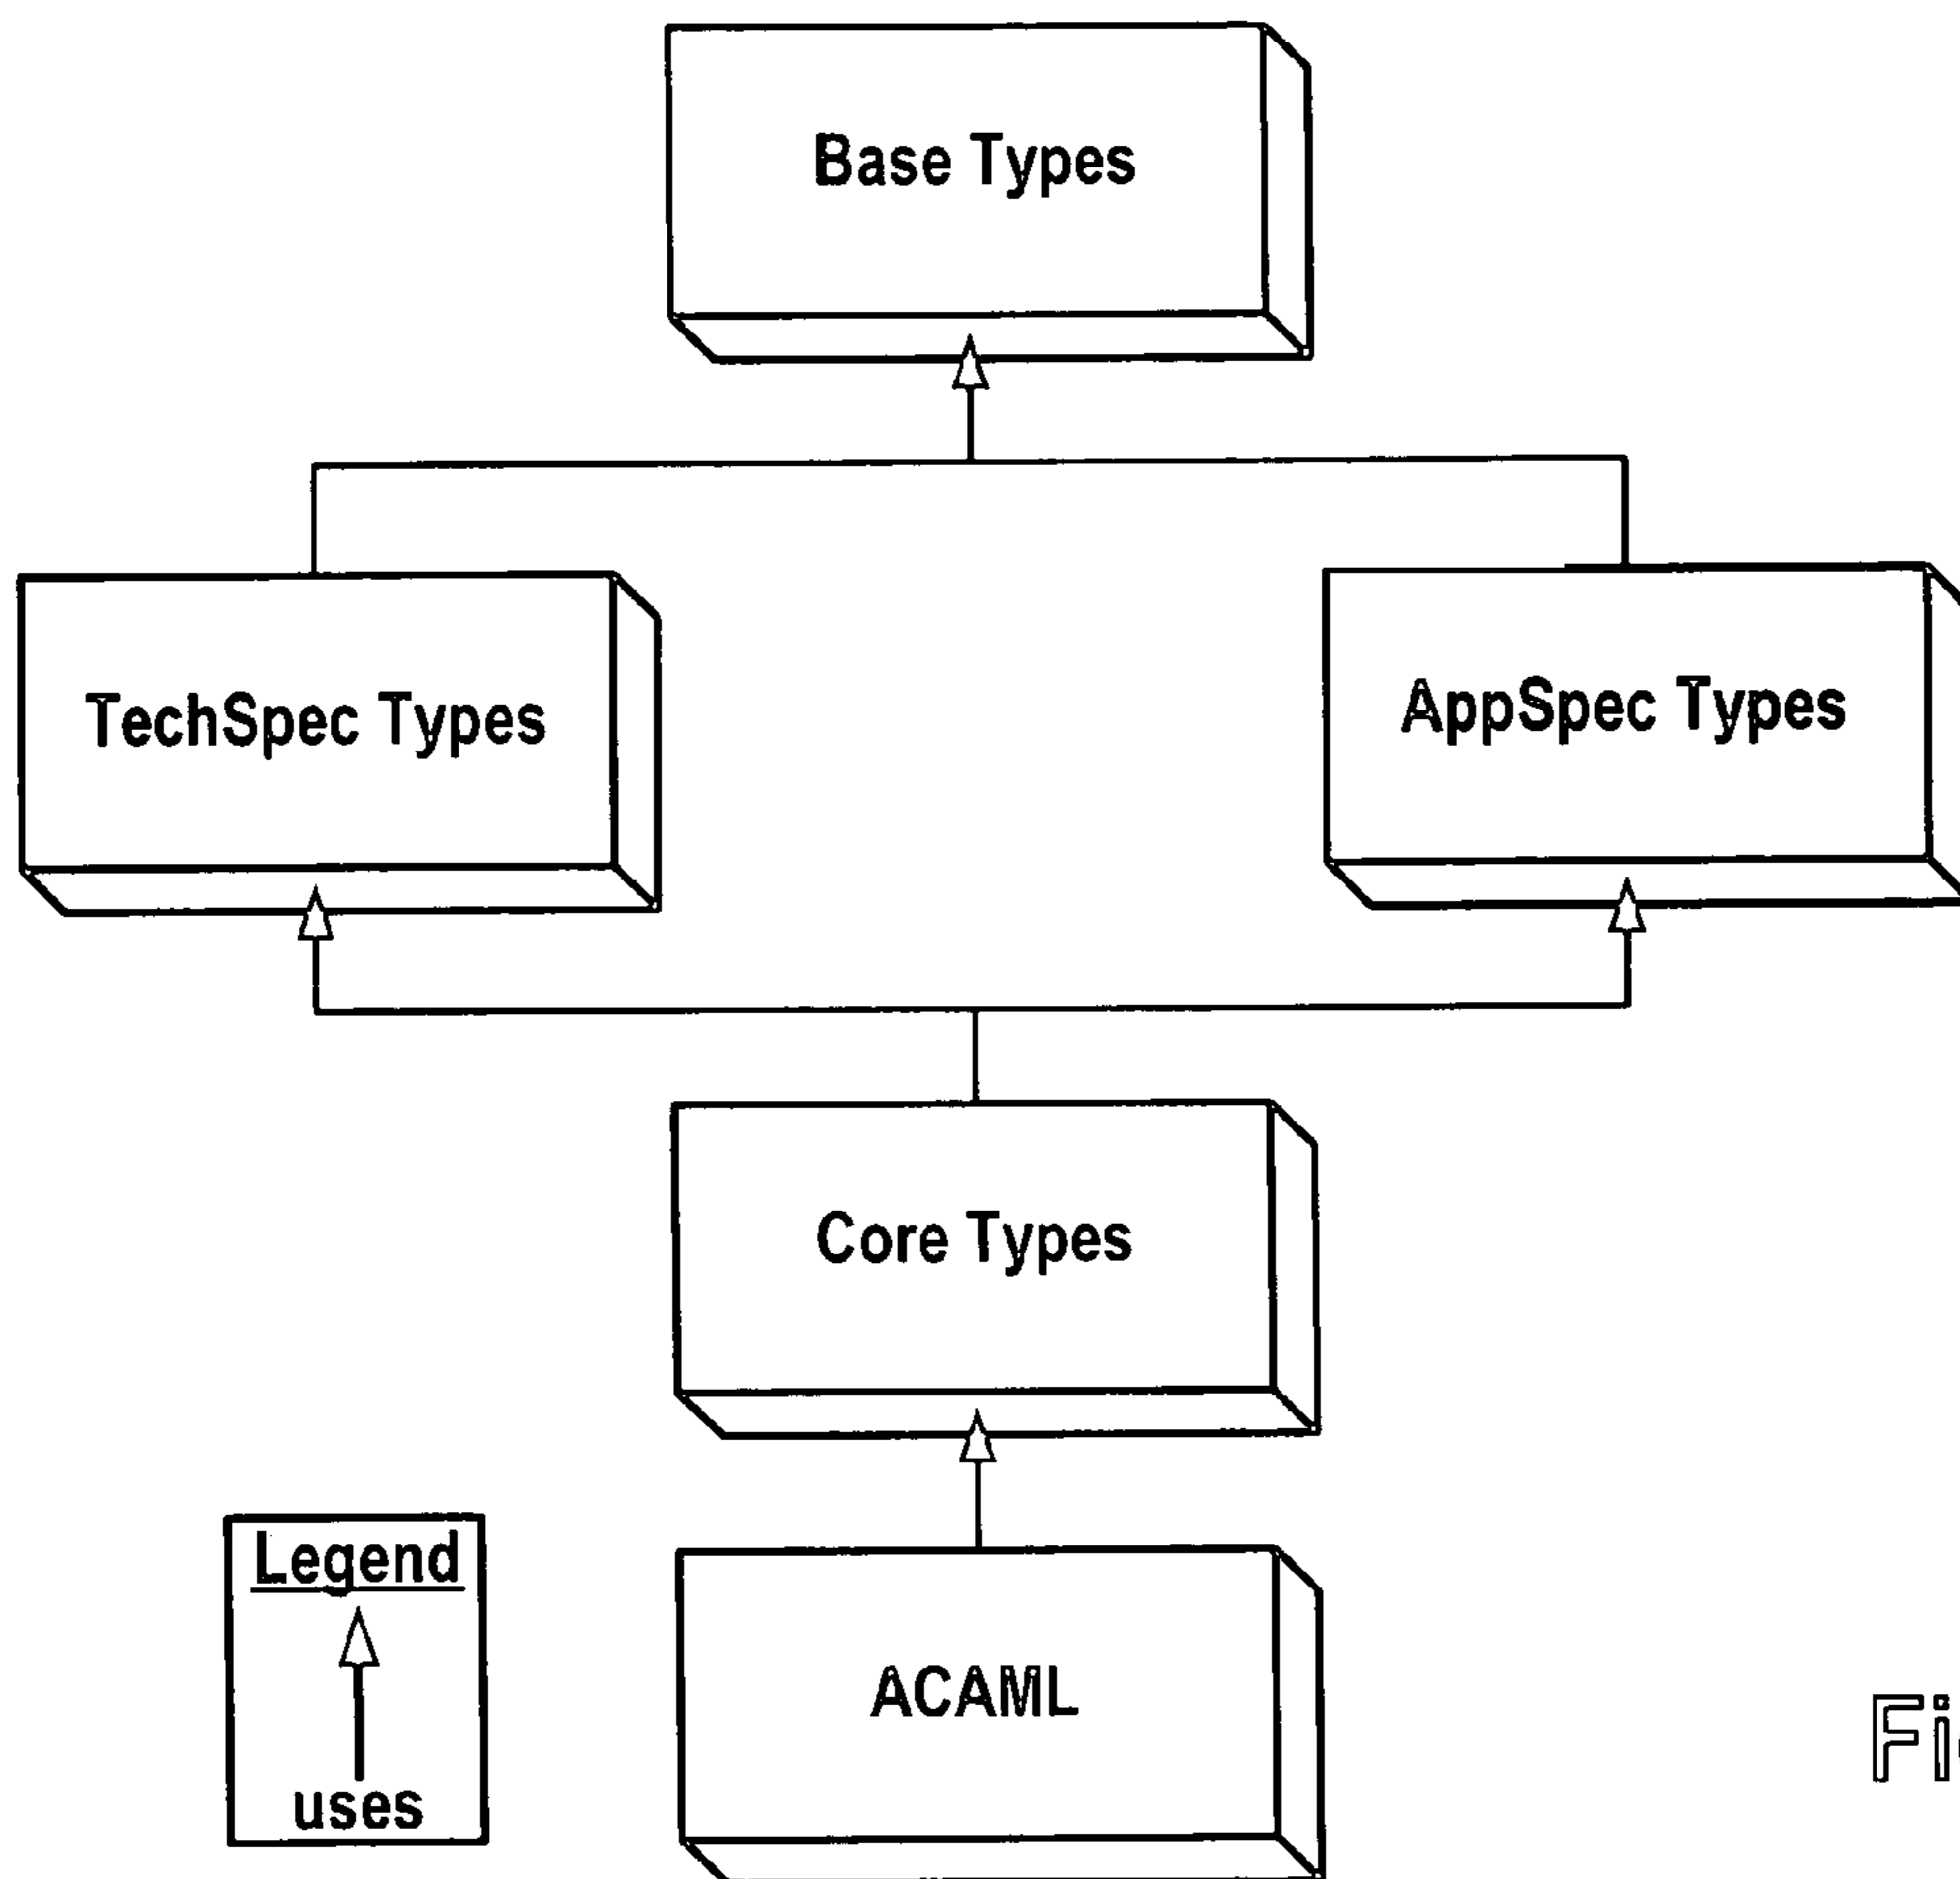 Base Types
TechSpec Types
AppSpec Types
Core Types
Legend
uses
ACAML